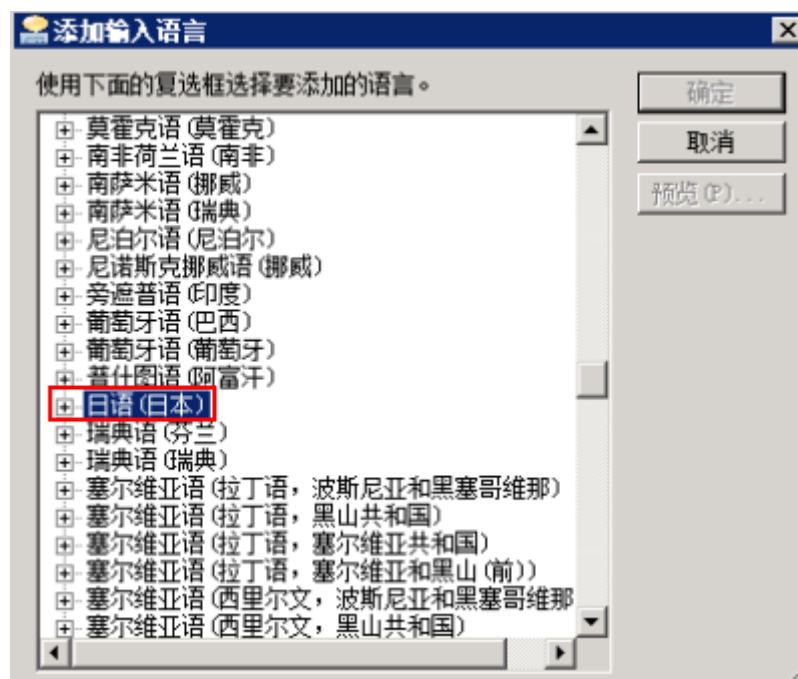 添加输入语言
使用下面的复选框选择要添加的语言。
确定
取消
预览(P)...
莫霍克语(莫霍克)
南非荷兰语(南非)
南萨米语(挪威)
南萨米语(瑞典)
尼泊尔语(尼泊尔)
尼诺斯克挪威语(挪威)
旁遮普语(印度)
葡萄牙语(巴西)
葡萄牙语(葡萄牙)
普什图语(阿富汗)
日语(日本)
瑞典语(芬兰)
瑞典语(瑞典)
塞尔维亚语(拉丁语，波斯尼亚和黑塞哥维那)
塞尔维亚语(拉丁语，黑山共和国)
塞尔维亚语(拉丁语，塞尔维亚共和国)
塞尔维亚语(拉丁语，塞尔维亚和黑山(前))
塞尔维亚语(西里尔文，波斯尼亚和黑塞哥维那
塞尔维亚语(西里尔文，黑山共和国)